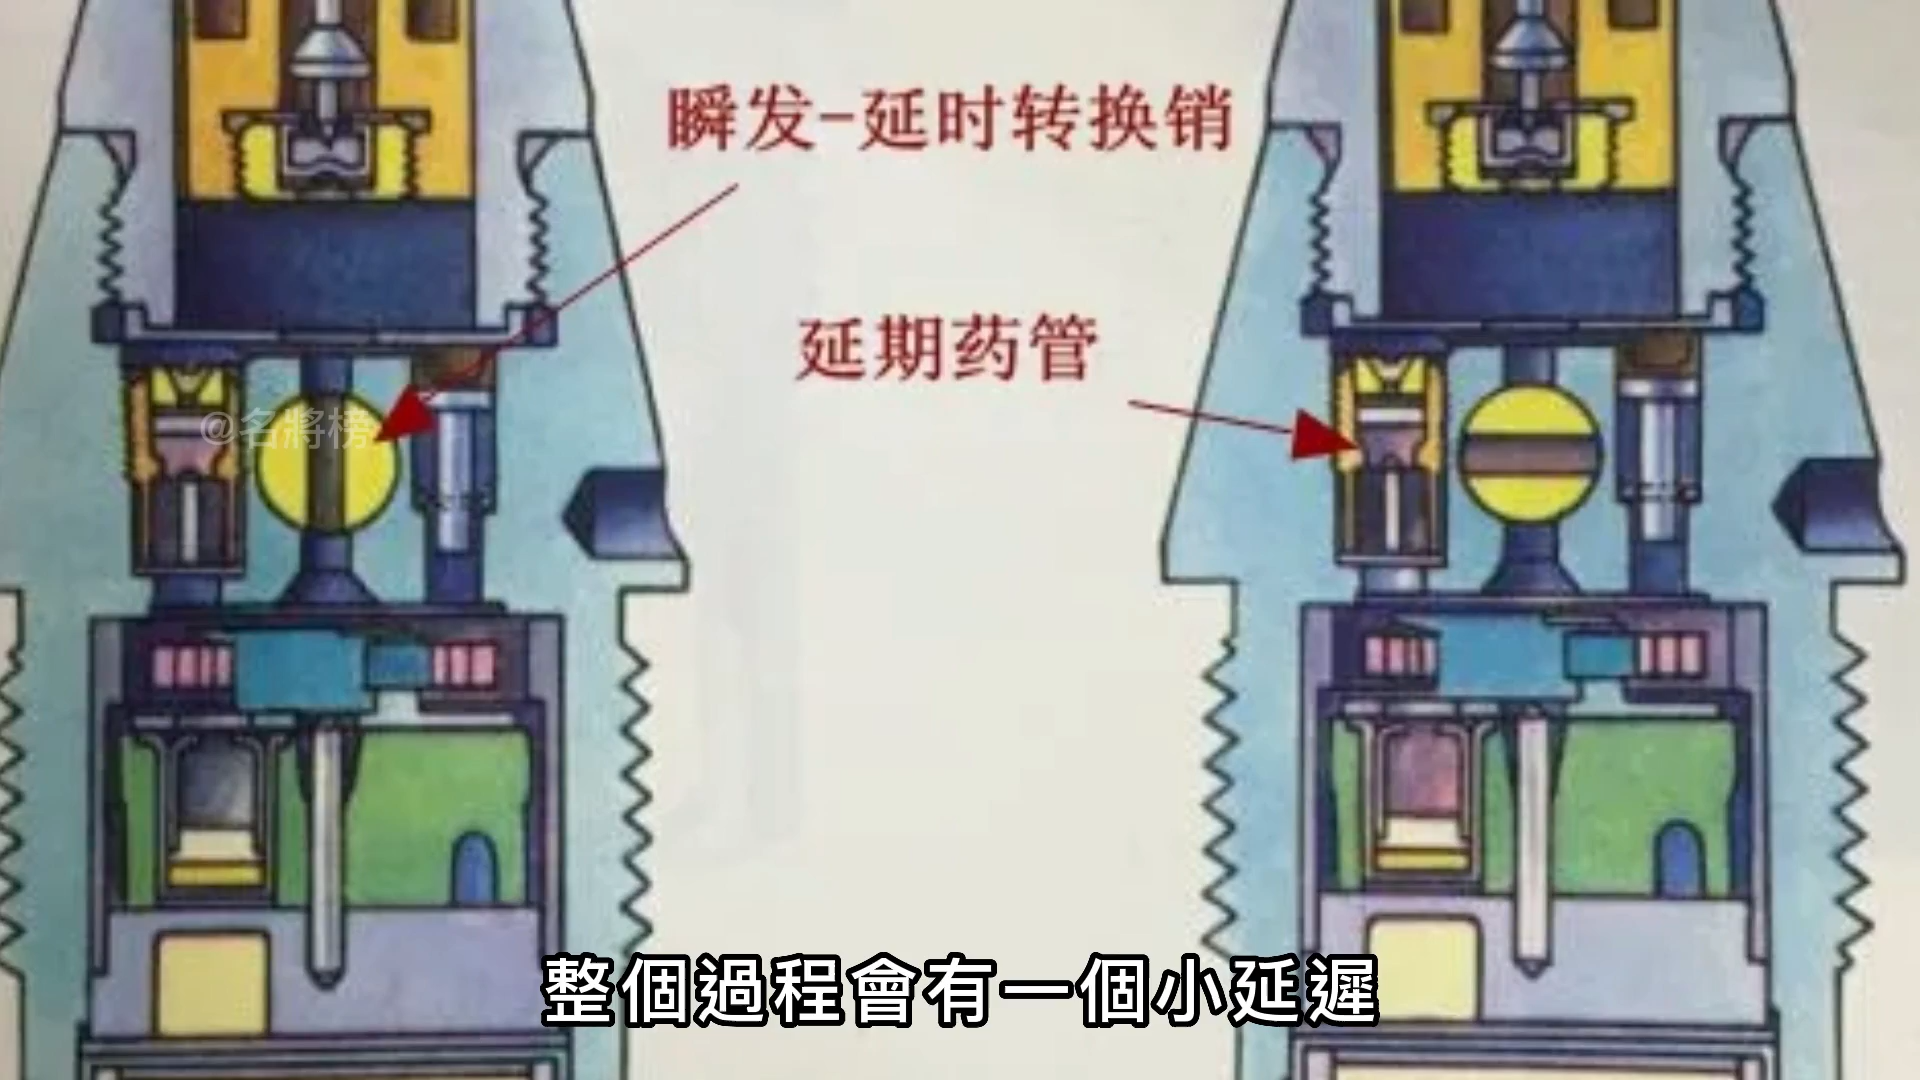 瞬发-延时转换销
延期药管
@名將榜
整個過程會有一個小延遲